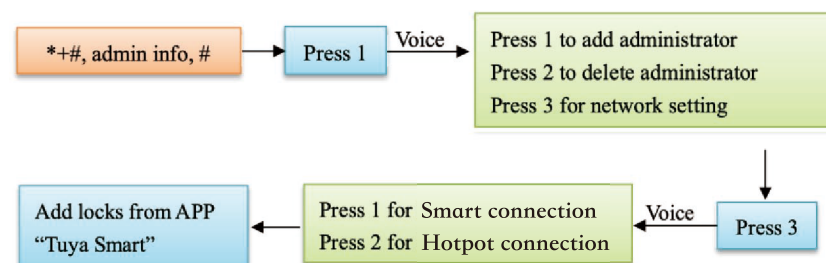 *+#, admin info, #
Press 1
Voice
Press 1 to add administrator
Press 2 to delete administrator
Press 3 for network setting
Press 3
Voice
Press 1 for Smart connection
Press 2 for Hotpot connection
Add locks from APP
“Tuya Smart”